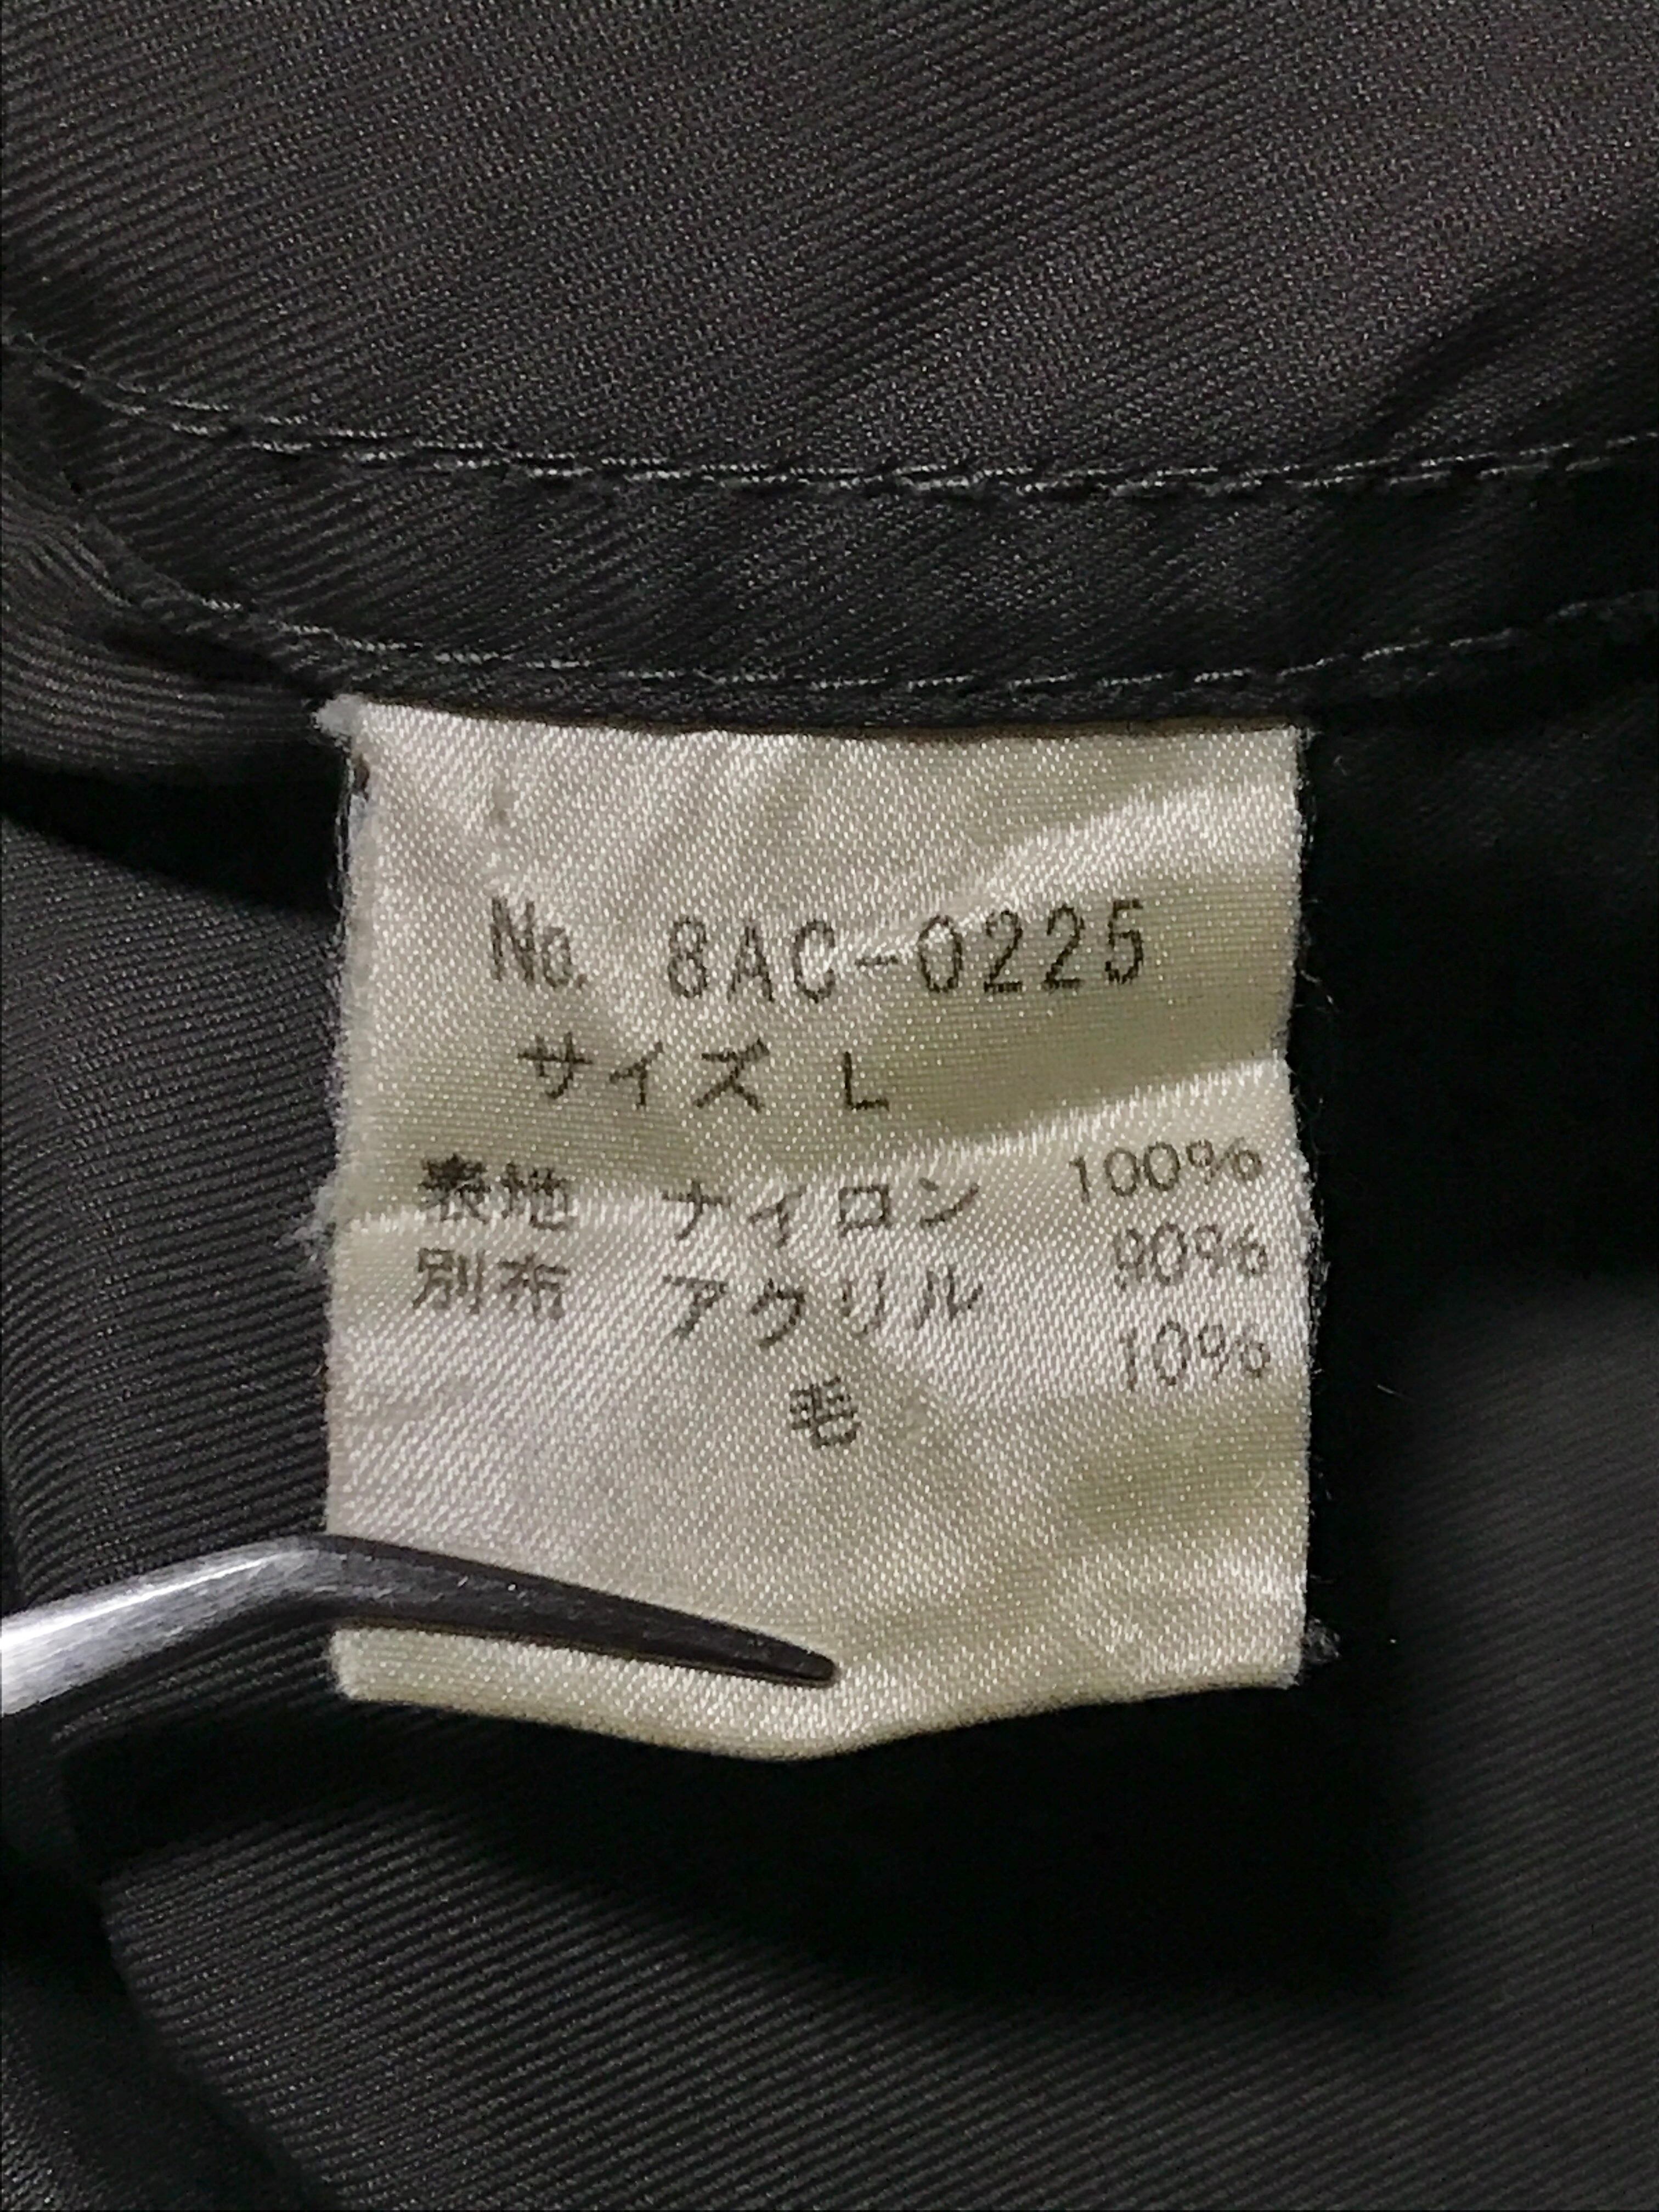 No. 8AC-0225
サイズ L
表地 ナイロン 100%
別布 アクリル 90%
毛 10%